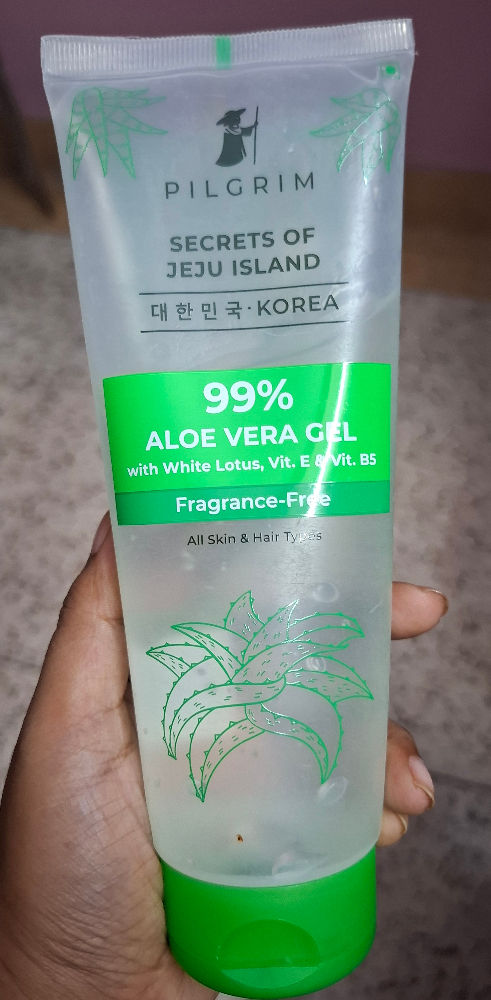 PILGRIM
SECRETS OF
JEJU ISLAND
대한민국·KOREA
99%
ALOE VERA GEL
with White Lotus, Vit. E & Vit. B5
Fragrance-Free
All Skin & Hair Types